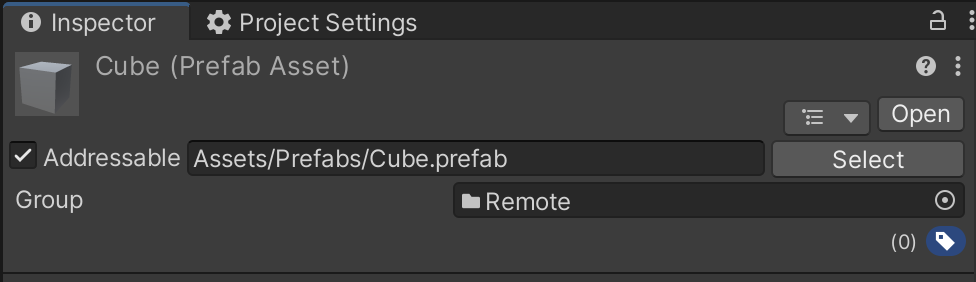 Inspector Project Settings
Cube (Prefab Asset)
Open
Addressable Assets/Prefabs/Cube.prefab Select
Group Remote
(0)